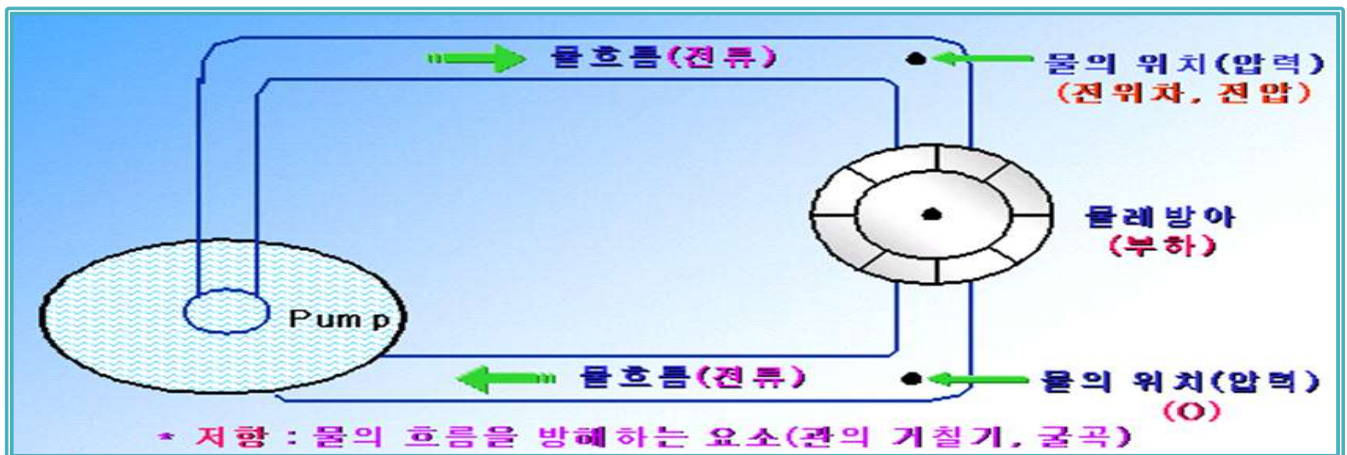 물흐름(전류)
물의 위치(압력)
(전위차, 전압)
물레방아
(부하)
Pump
물흐름(전류)
물의 위치(압력)
(O)
* 저항 : 물의 흐름을 방해하는 요소(관의 거칠기, 굴곡)